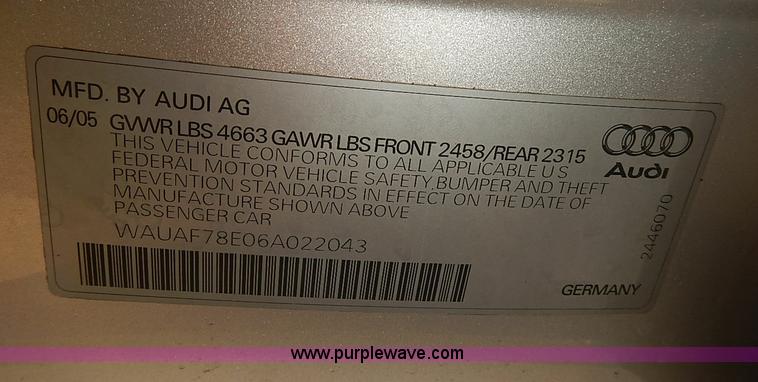 MFD. BY AUDI AG
06/05 GVWR LBS 4663 GAWR LBS FRONT 2458/REAR 2315
THIS VEHICLE CONFORMS TO ALL APPLICABLE U S
FEDERAL MOTOR VEHICLE SAFETY,BUMPER AND THEFT
PREVENTION STANDARDS IN EFFECT ON THE DATE OF
MANUFACTURE SHOWN ABOVE
PASSENGER CAR
WAUAF78E06A022043
Audi
2446070
GERMANY
www.purplewave.com